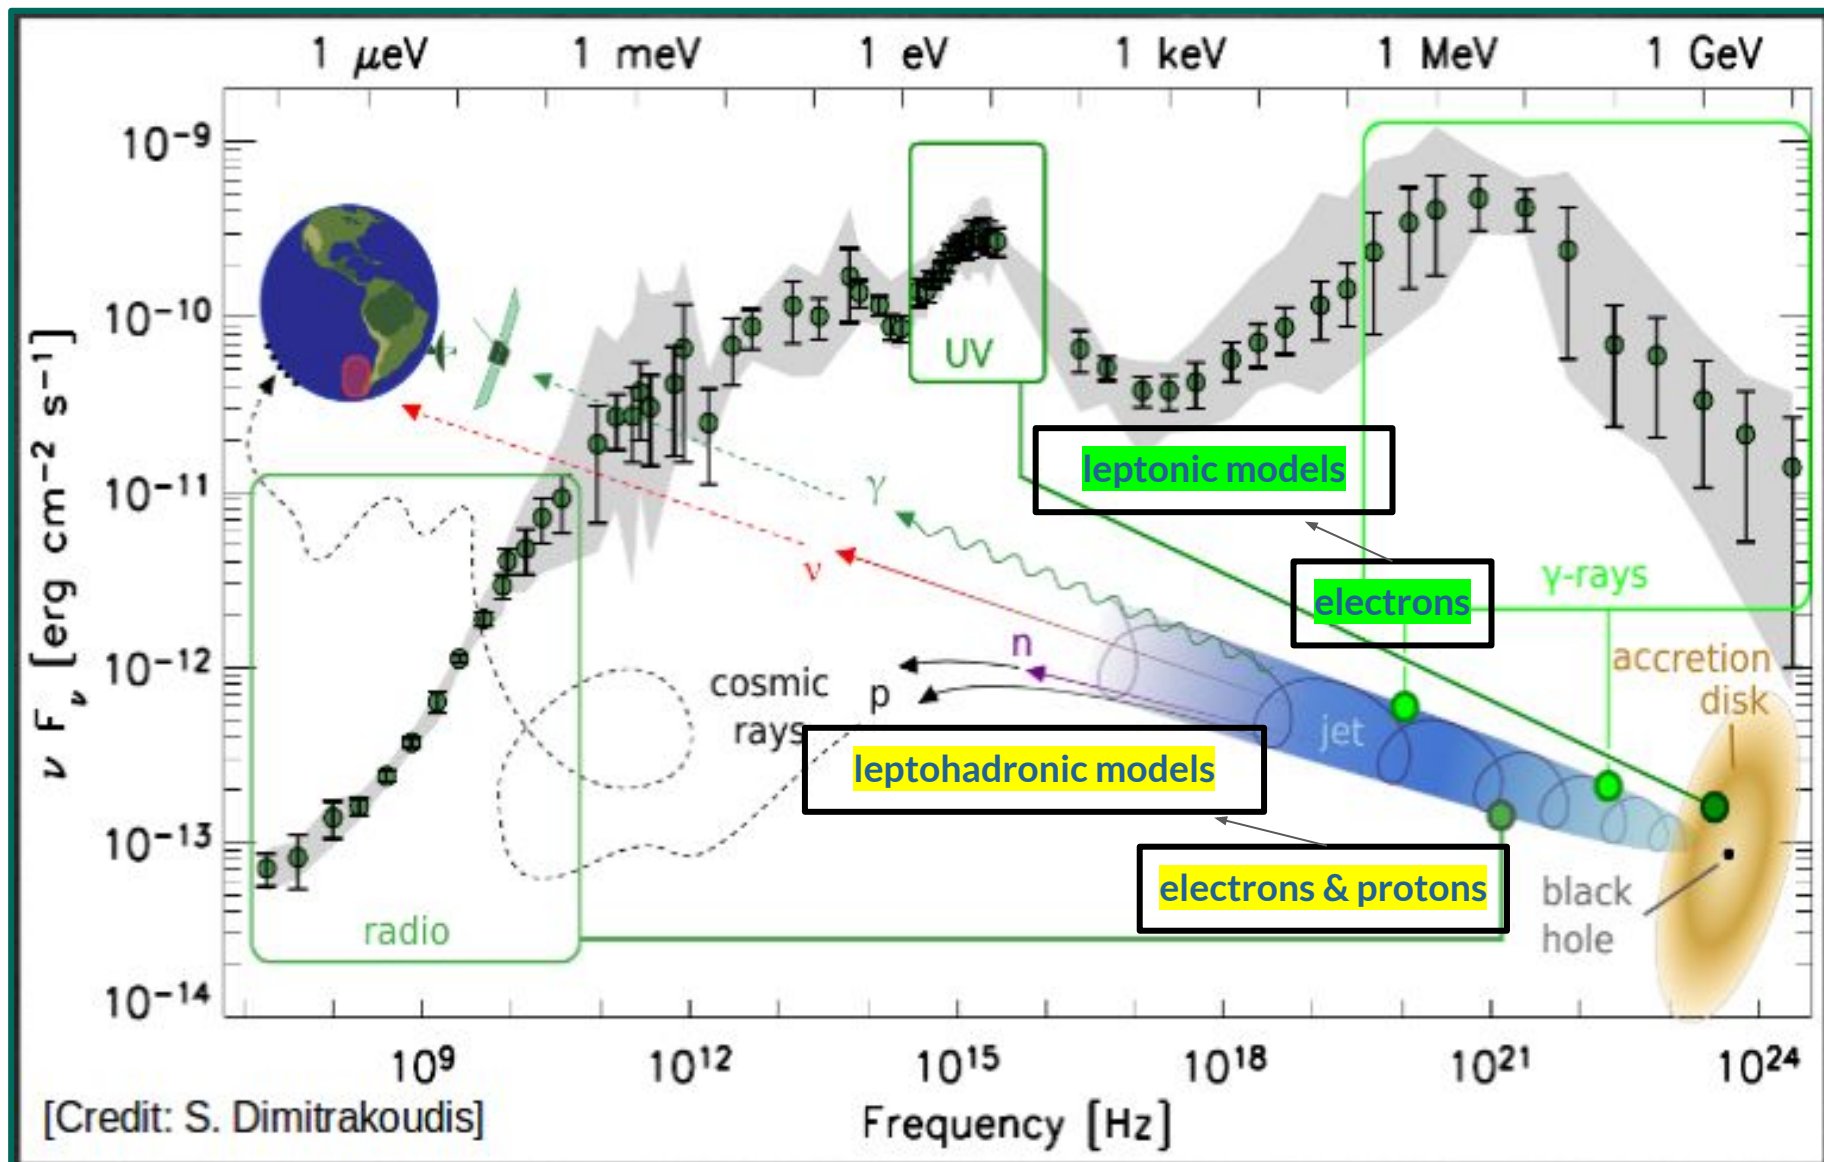 1 μeV
1 meV
1 eV
1 keV
1 MeV
1 GeV
10⁻⁹
10⁻¹⁰
10⁻¹¹
10⁻¹²
10⁻¹³
10⁻¹⁴
ν Fν [erg cm⁻² s⁻¹]
UV
leptonic models
γ
electrons
γ-rays
ν
n
accretion
disk
cosmic
rays
p
jet
leptohadronic models
electrons & protons
black
hole
radio
10⁹
10¹²
10¹⁵
10¹⁸
10²¹
10²⁴
Frequency [Hz]
[Credit: S. Dimitrakoudis]